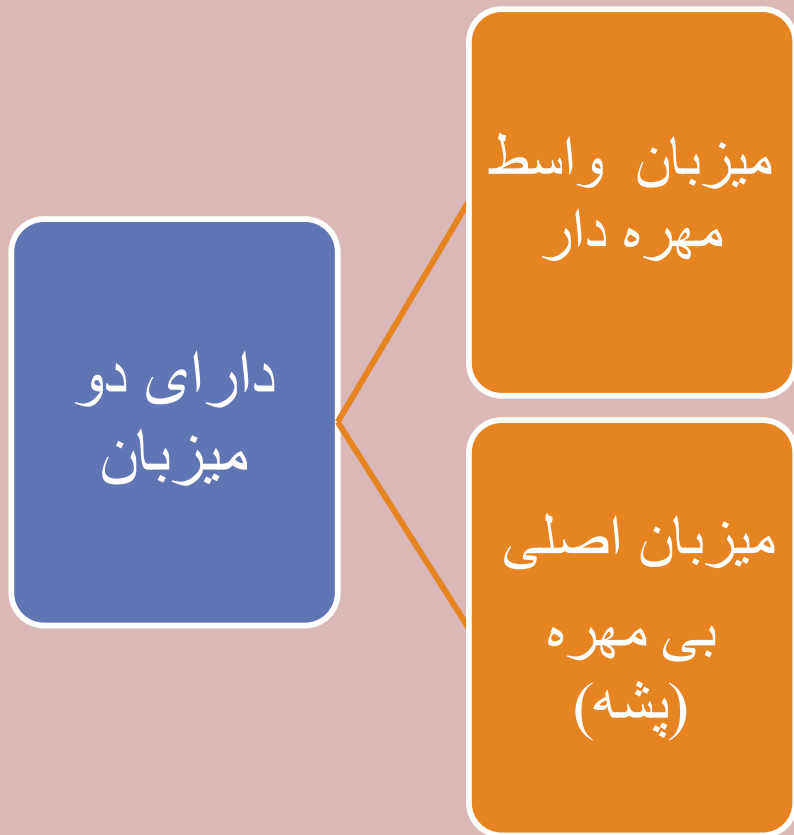 دارای دو
میزبان
میزبان واسط
مهره دار
میزبان اصلی
بی مهره
(پشه)